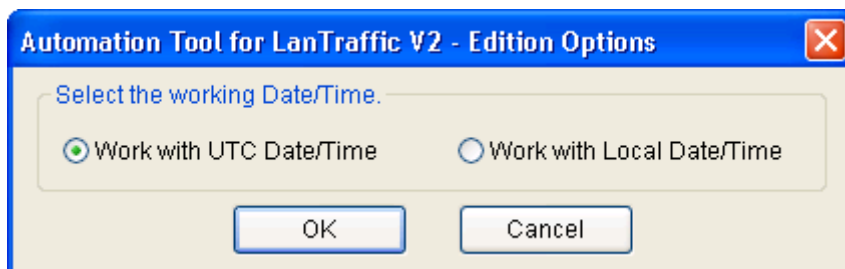 Automation Tool for LanTraffic V2 - Edition Options
Select the working Date/Time.
Work with UTC Date/Time Work with Local Date/Time
OK Cancel